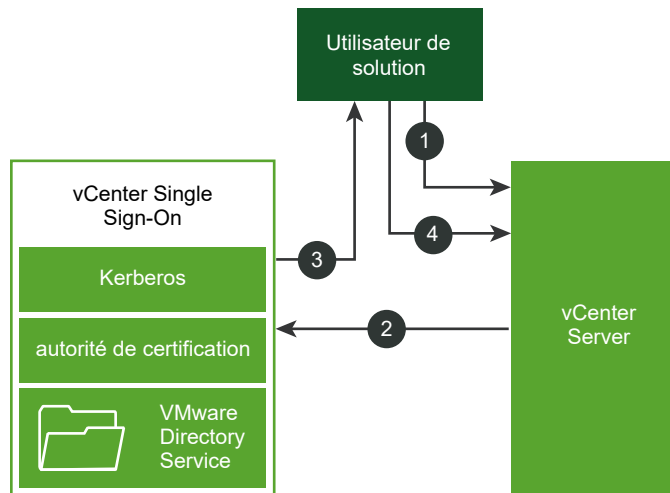 Utilisateur de
solution
1
vCenter Single
Sign-On
4
3
Kerberos
vCenter
Server
2
autorité de certification
VMware
Directory
Service